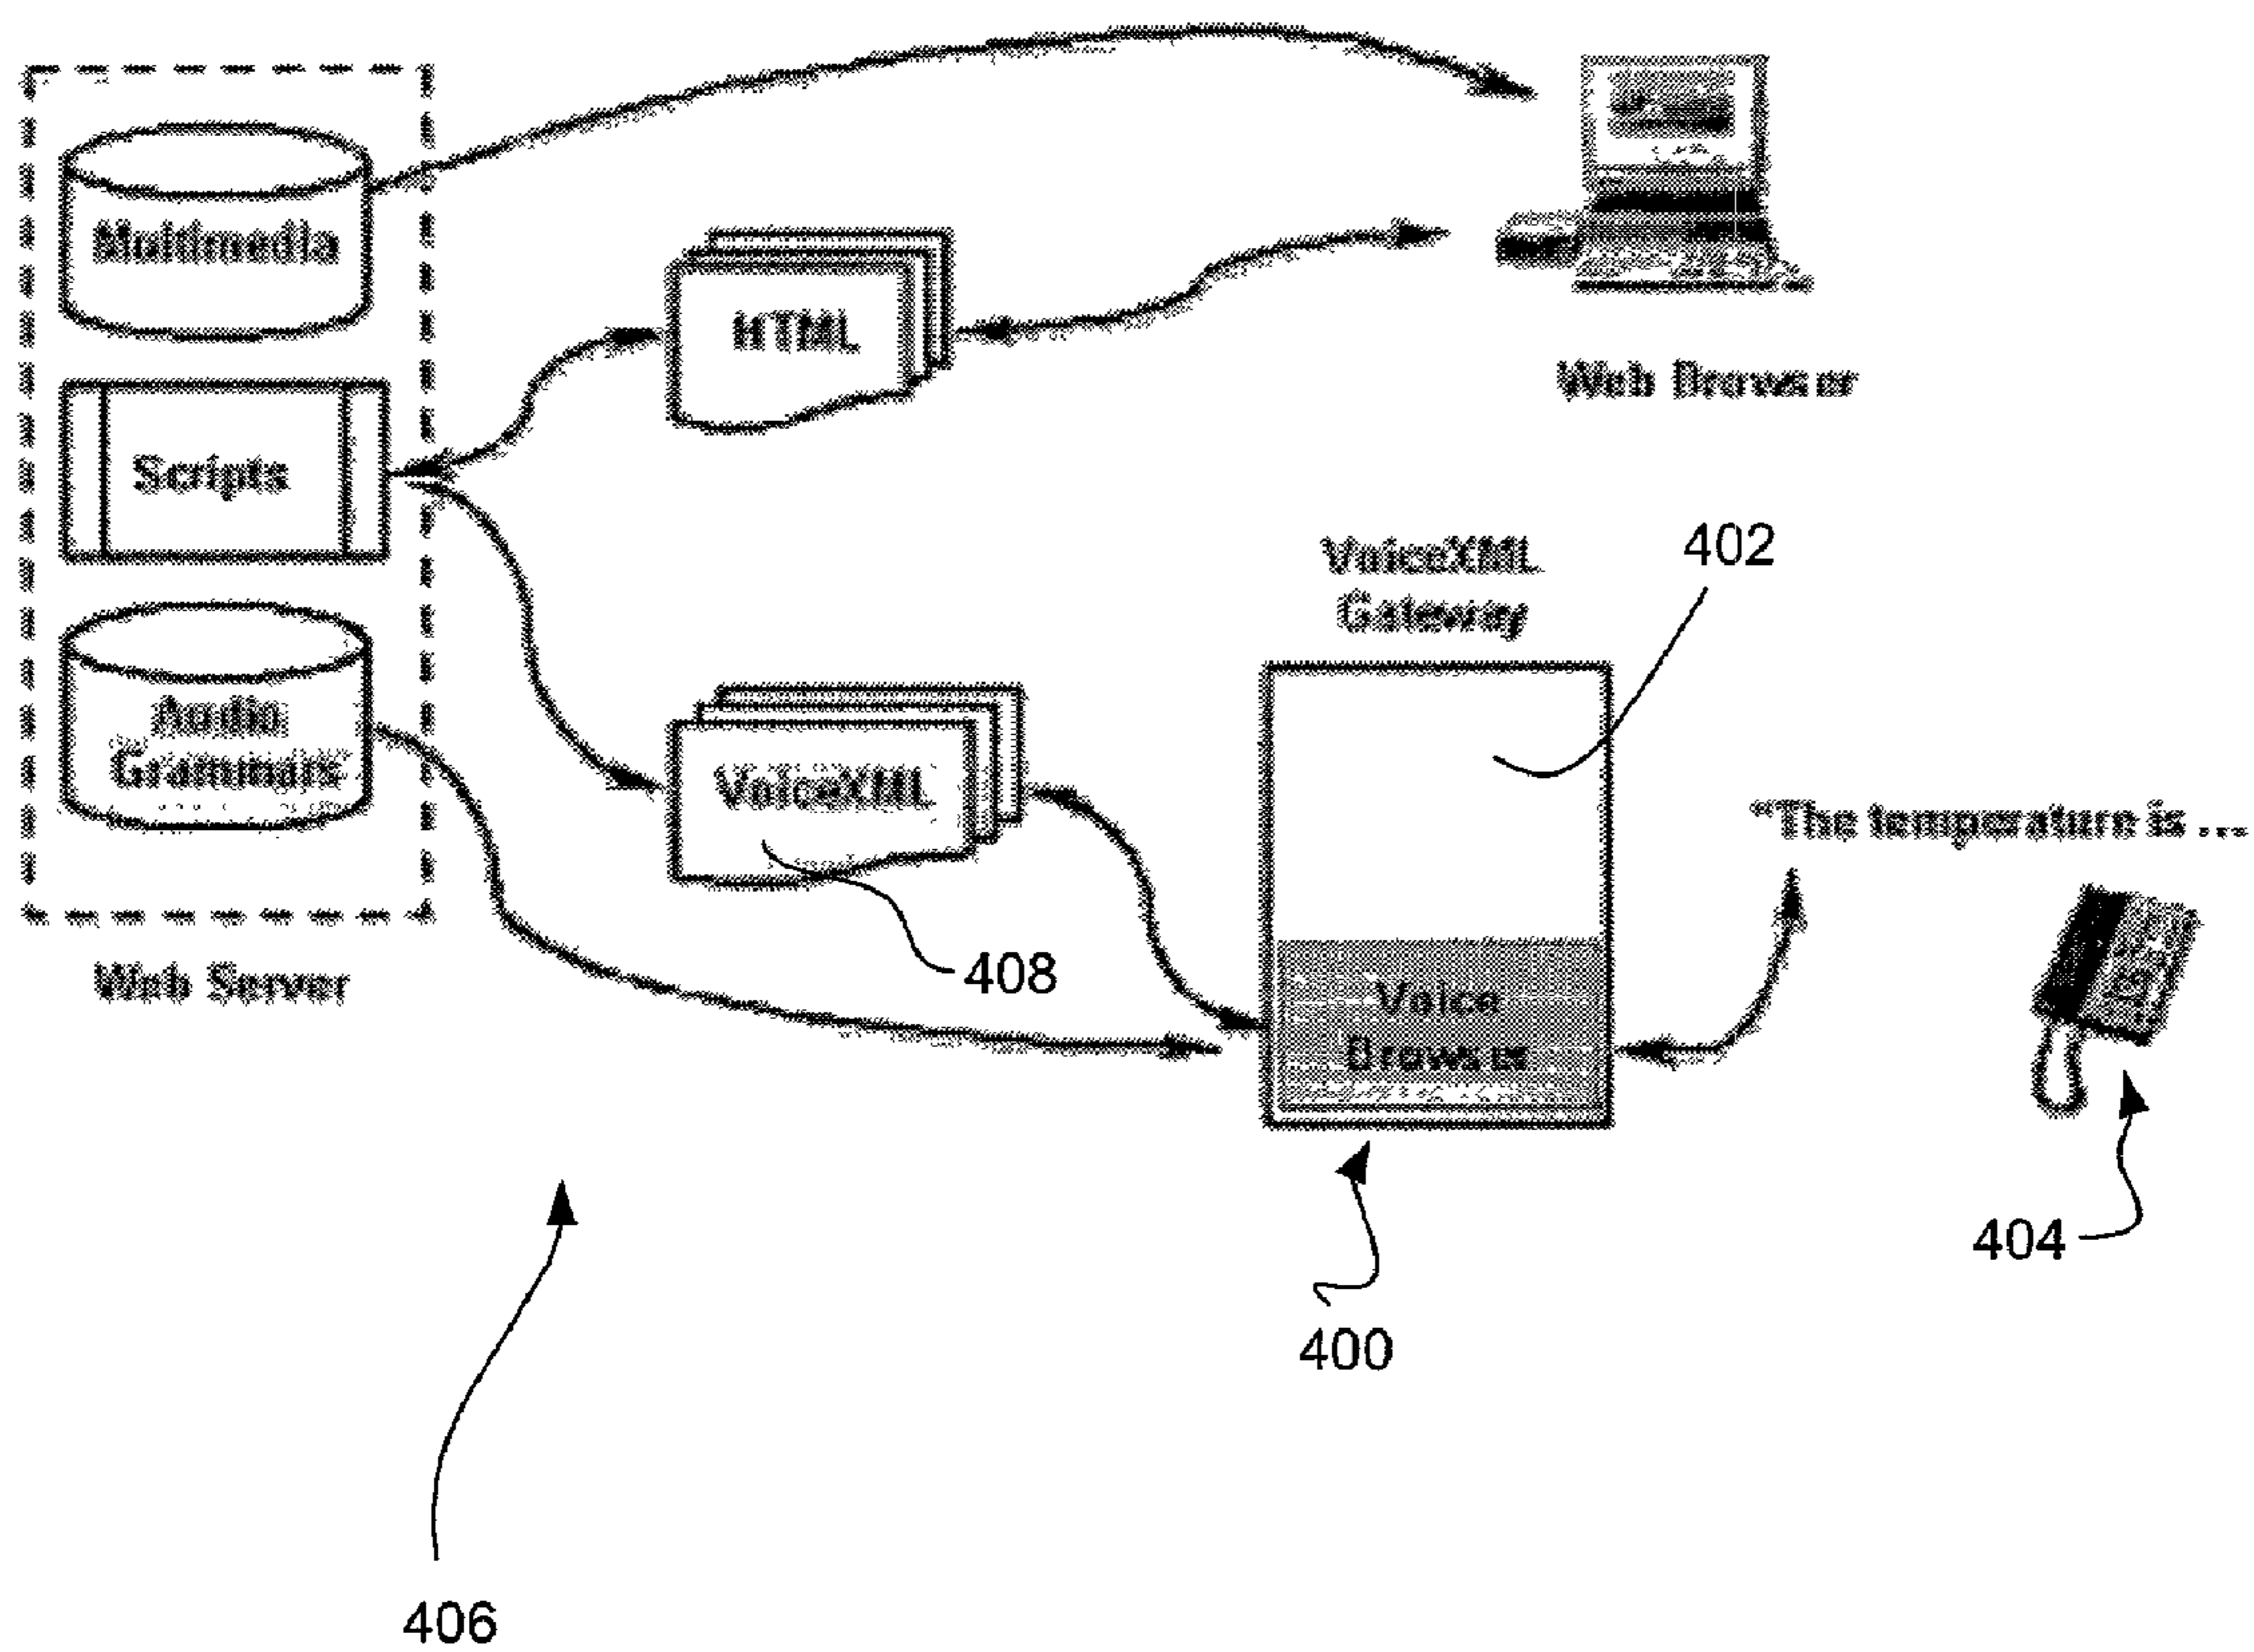 Multimedia
HTML
Web Browser
Scripts
VoiceXML
Gateway
402
Audio
Grammars
VoiceXML
"The temperature is ...
408
Web Server
Voice
Browser
404
400
406